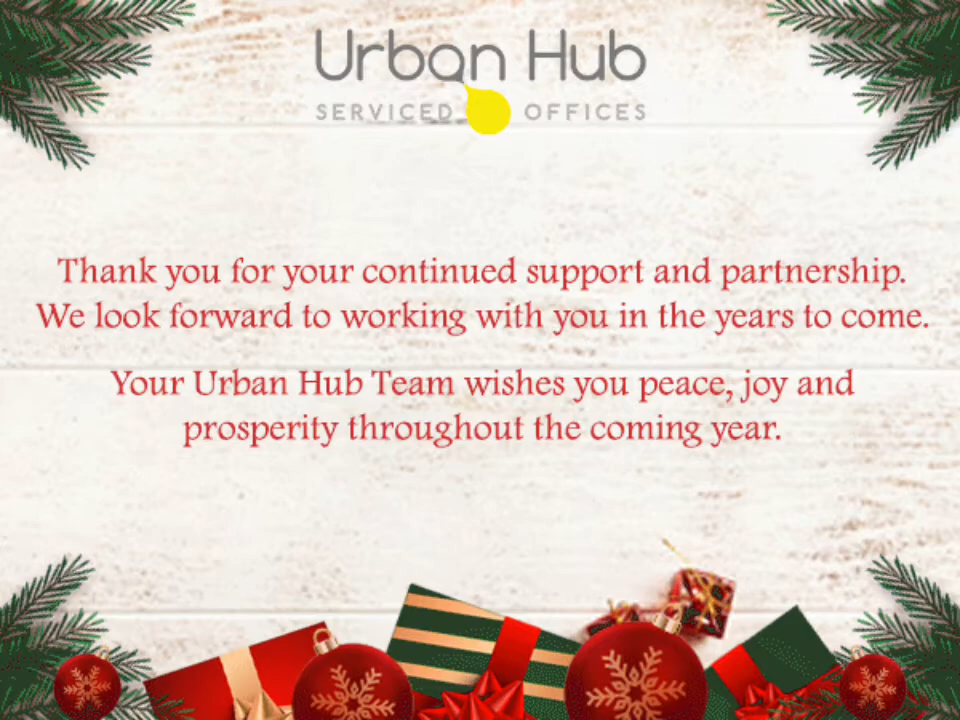 Urban Hub
SERVICED OFFICES
Thank you for your continued support and partnership.
We look forward to working with you in the years to come.
Your Urban Hub Team wishes you peace, joy and
prosperity throughout the coming year.